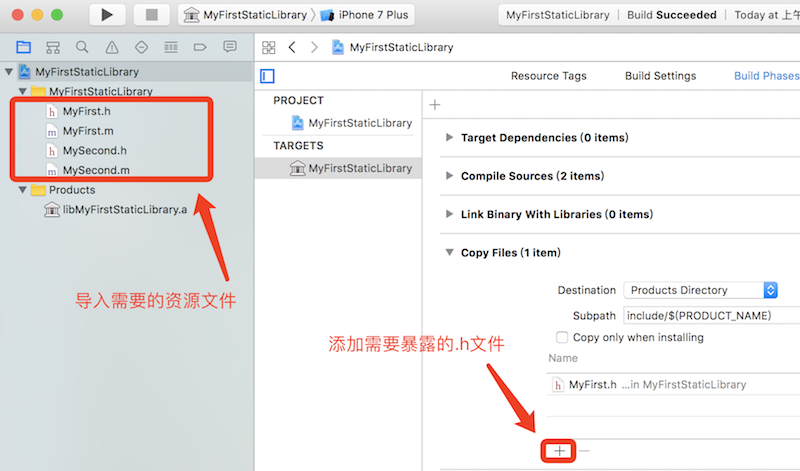 MyFirstStaticLibrary iPhone 7 Plus MyFirstStaticLibrary Build Succeeded Today at 上午
MyFirstStaticLibrary
MyFirstStaticLibrary
MyFirstStaticLibrary
h MyFirst.h
m MyFirst.m
h MySecond.h
m MySecond.m
Products
libMyFirstStaticLibrary.a
导入需要的资源文件
Resource Tags Build Settings Build Phases
PROJECT
MyFirstStaticLibrary
TARGETS
MyFirstStaticLibrary
Target Dependencies (0 items)
Compile Sources (2 items)
Link Binary With Libraries (0 items)
Copy Files (1 item)
Destination Products Directory
Subpath include/$(PRODUCT_NAME)
Copy only when installing
添加需要暴露的.h文件
Name
h MyFirst.h ...in MyFirstStaticLibrary